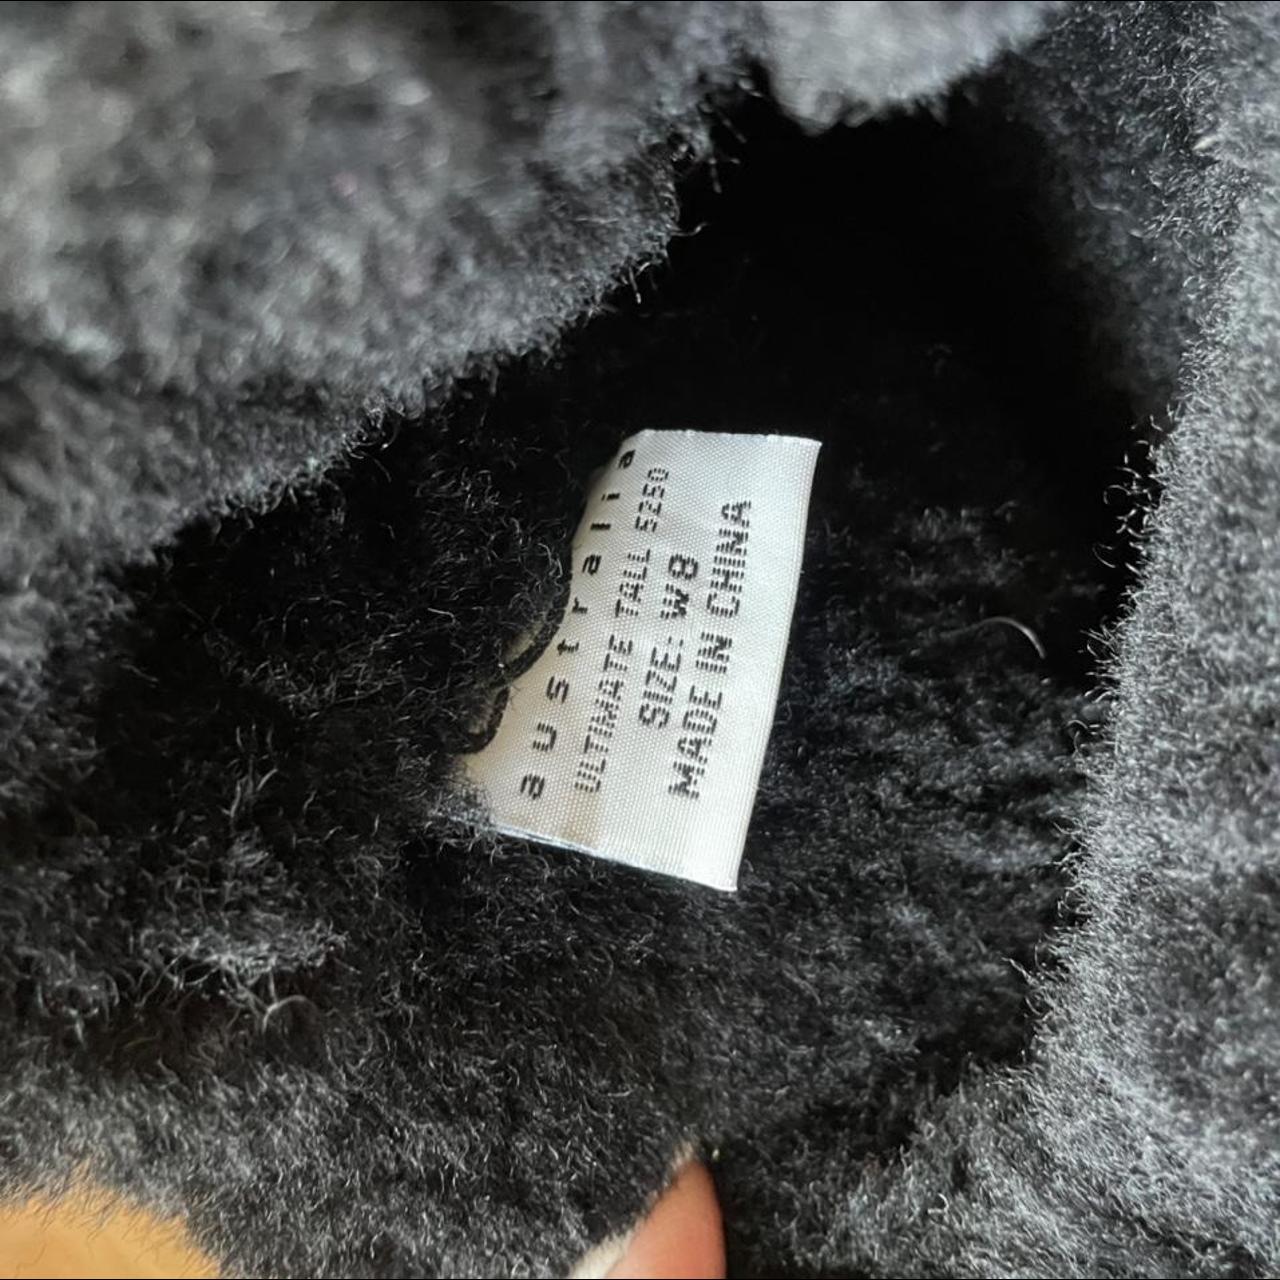 australia
ULTIMATE TALL 5250
SIZE: W8
MADE IN CHINA